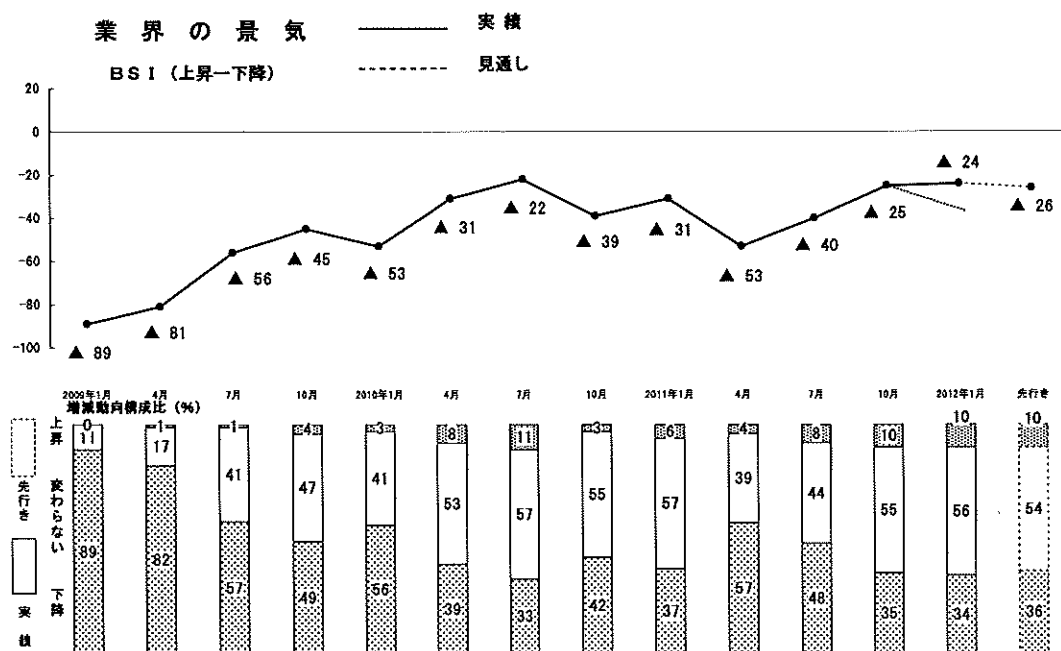 業界の景気
実績
BSI(上昇ー下降)
見通し
20
0
-20
-40
-60
-80
-100
▲ 89
▲ 81
▲ 56
▲ 45
▲ 53
▲ 31
▲ 22
▲ 39
▲ 31
▲ 53
▲ 40
▲ 25
▲ 24
▲ 26
2009年1月 4月 7月 10月 2010年1月 4月 7月 10月 2011年1月 4月 7月 10月 2012年1月 先行き
増減動向構成比(%)
上昇
変わらない
下降
先行き
実績
0 1 1 4 3 8 11 3 6 4 8 10 10 10
11 17 41 47 41 53 57 55 57 39 44 55 56 54
89 82 57 49 56 39 33 42 37 57 48 35 34 36